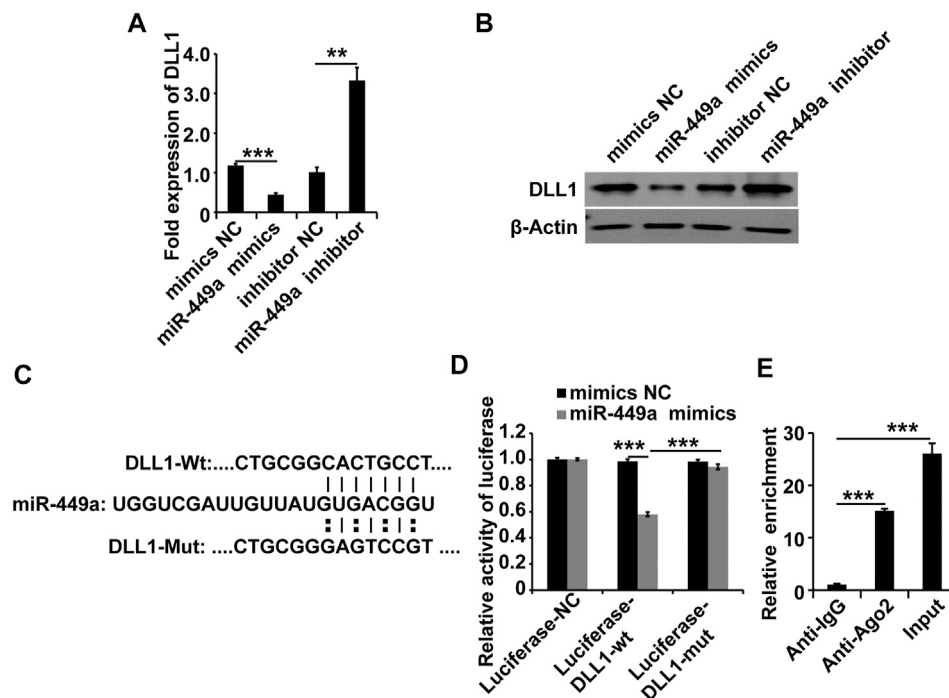 A
Fold expression of DLL1
4.0
3.0
2.0
1.0
0.0
***
**
mimics NC
miR-449a mimics
inhibitor NC
miR-449a inhibitor
B
mimics NC
miR-449a mimics
inhibitor NC
miR-449a inhibitor
DLL1
β-Actin
C
DLL1-Wt:....CTGCGGCACTGCCT....
miR-449a: UGGUCGAUUGUUAUGUGACGGU
DLL1-Mut: ....CTGCGGGAGTCCGT ....
D
mimics NC
miR-449a mimics
Relative activity of luciferase
1.2
1.0
0.8
0.6
0.4
0.2
0
***
***
Luciferase-NC
Luciferase-
DLL1-wt
Luciferase-
DLL1-mut
E
Relative enrichment
30
20
10
0
***
***
Anti-IgG
Anti-Ago2
Input